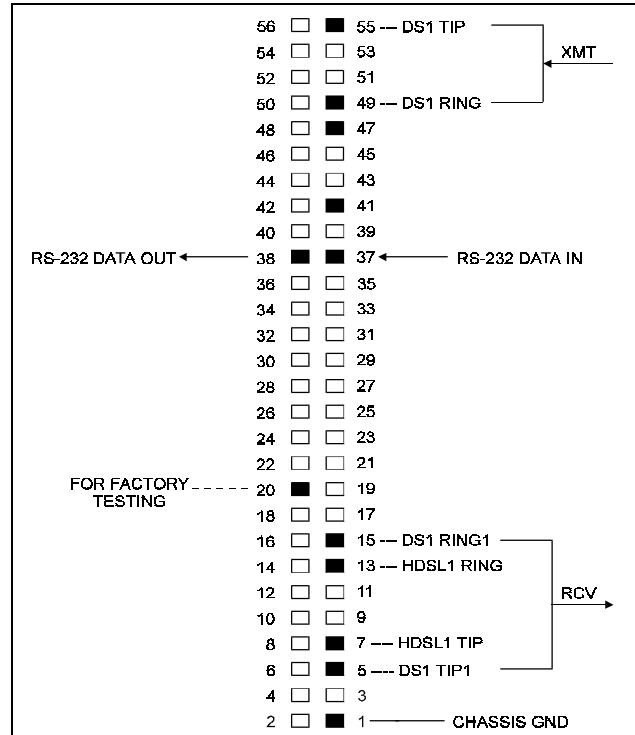 56 55 --- DS1 TIP
54 53
XMT
52 51
50 49 --- DS1 RING
48 47
46 45
44 43
42 41
40 39
RS-232 DATA OUT 38 37 RS-232 DATA IN
36 35
34 33
32 31
30 29
28 27
26 25
24 23
22 21
FOR FACTORY
TESTING ------ 20 19
18 17
16 15 --- DS1 RING1
14 13 --- HDSL1 RING
12 11
RCV
10 9
8 7 ---- HDSL1 TIP
6 5 ---- DS1 TIP1
4 3
2 1 CHASSIS GND